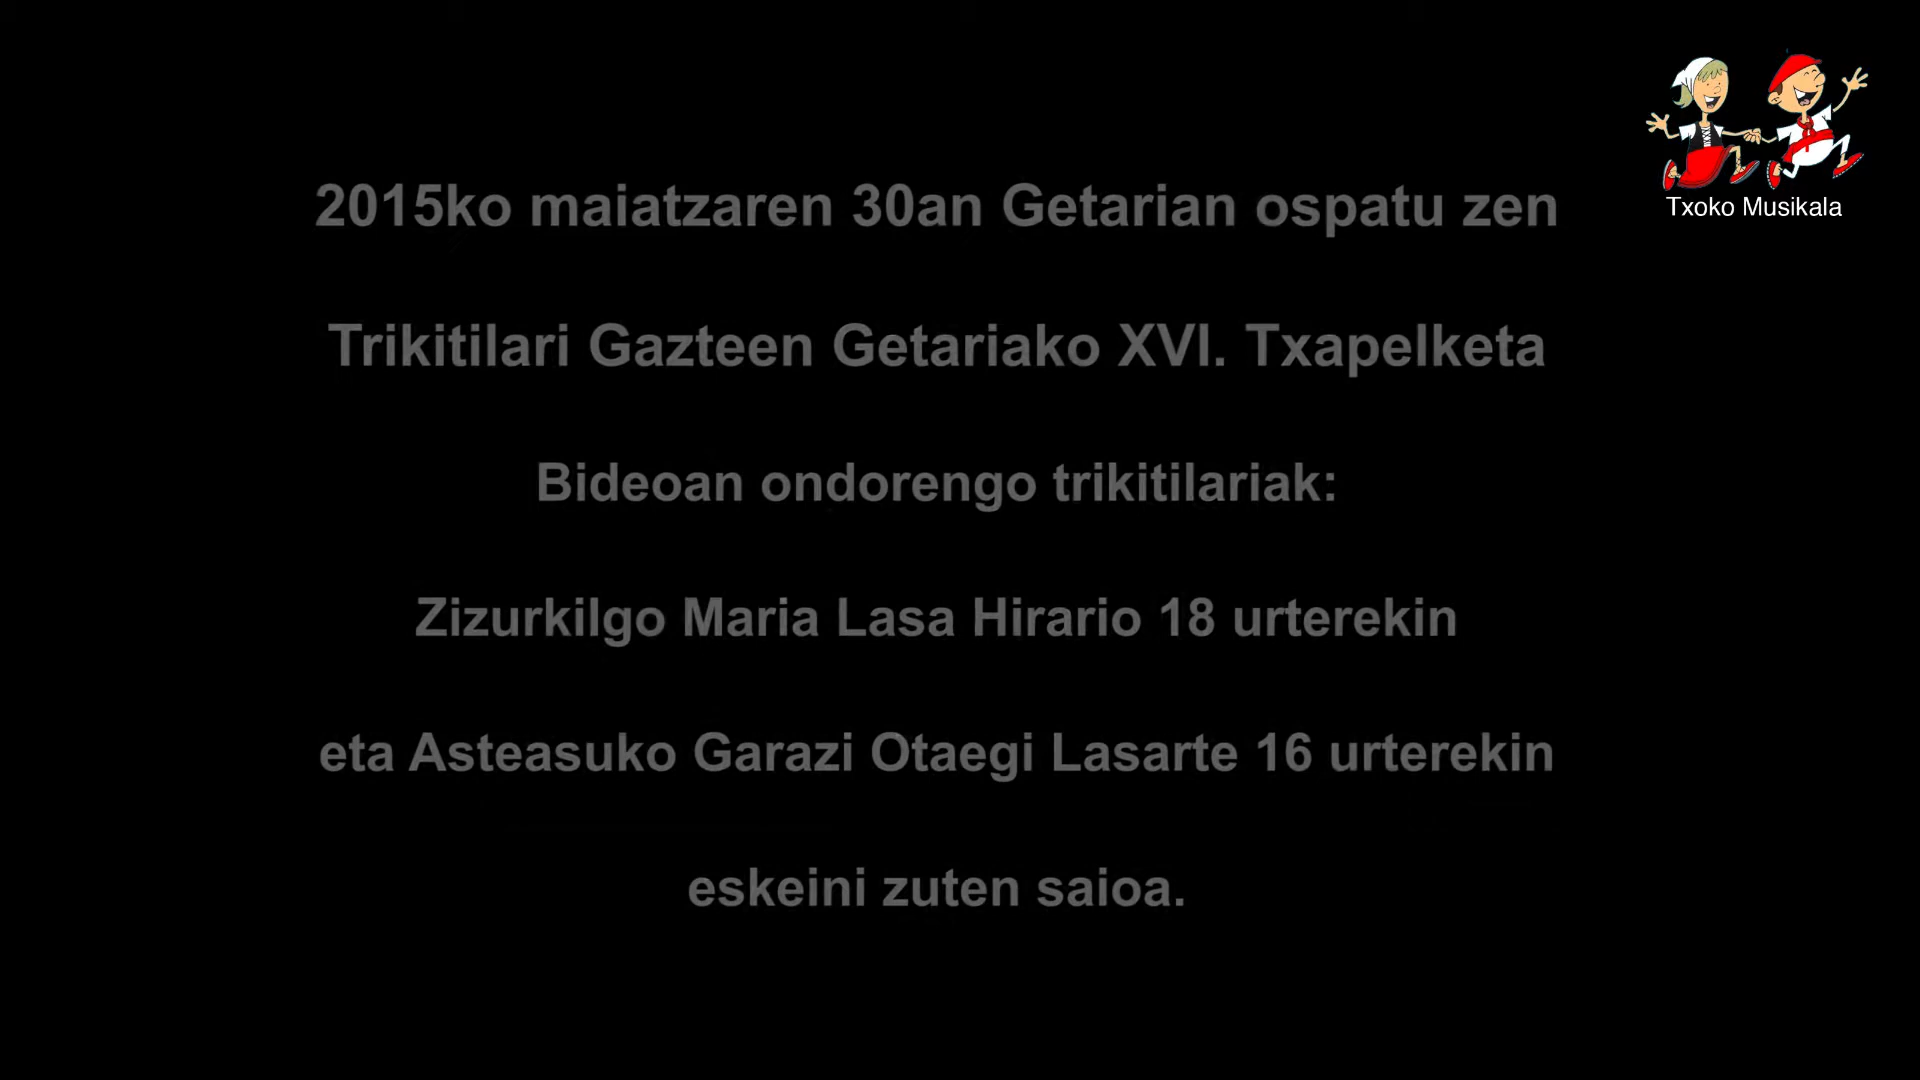 2015ko maiatzaren 30an Getarian ospatu zen
Trikitilari Gazteen Getariako XVI. Txapelketa
Bideoan ondorengo trikitilariak:
Zizurkilgo Maria Lasa Hirario 18 urterekin
eta Asteasuko Garazi Otaegi Lasarte 16 urterekin
eskeini zuten saioa.
Txoko Musikala